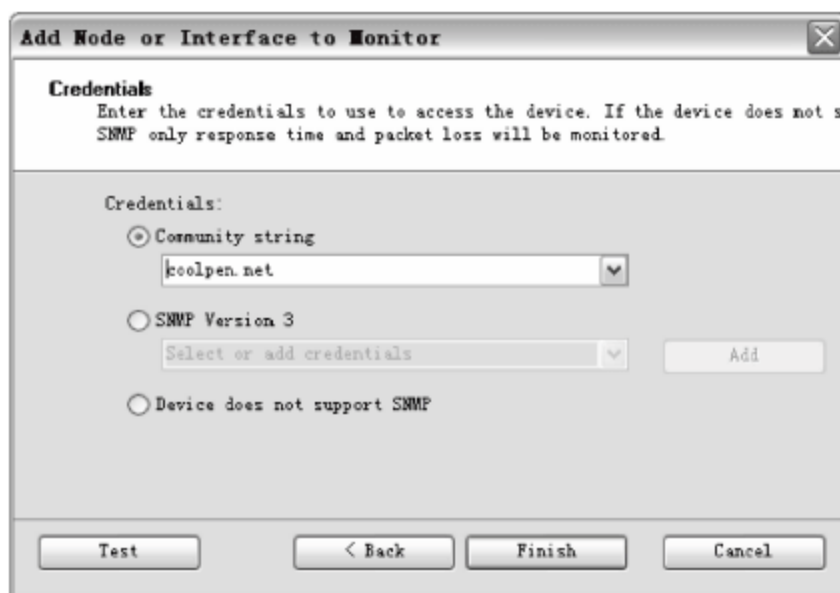 Add Node or Interface to Monitor
Credentials
Enter the credentials to use to access the device. If the device does not
SNMP only response time and packet loss will be monitored.
Credentials:
Community string
coolpen.net
SNMP Version 3
Select or add credentials
Add
Device does not support SNMP
Test
< Back
Finish
Cancel